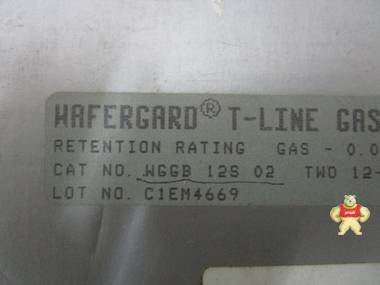 WAFERGARD® T-LINE GAS
RETENTION RATING GAS - 0.0
CAT NO. WGGB 12S 02 TWO 12-
LOT NO. C1EM4669